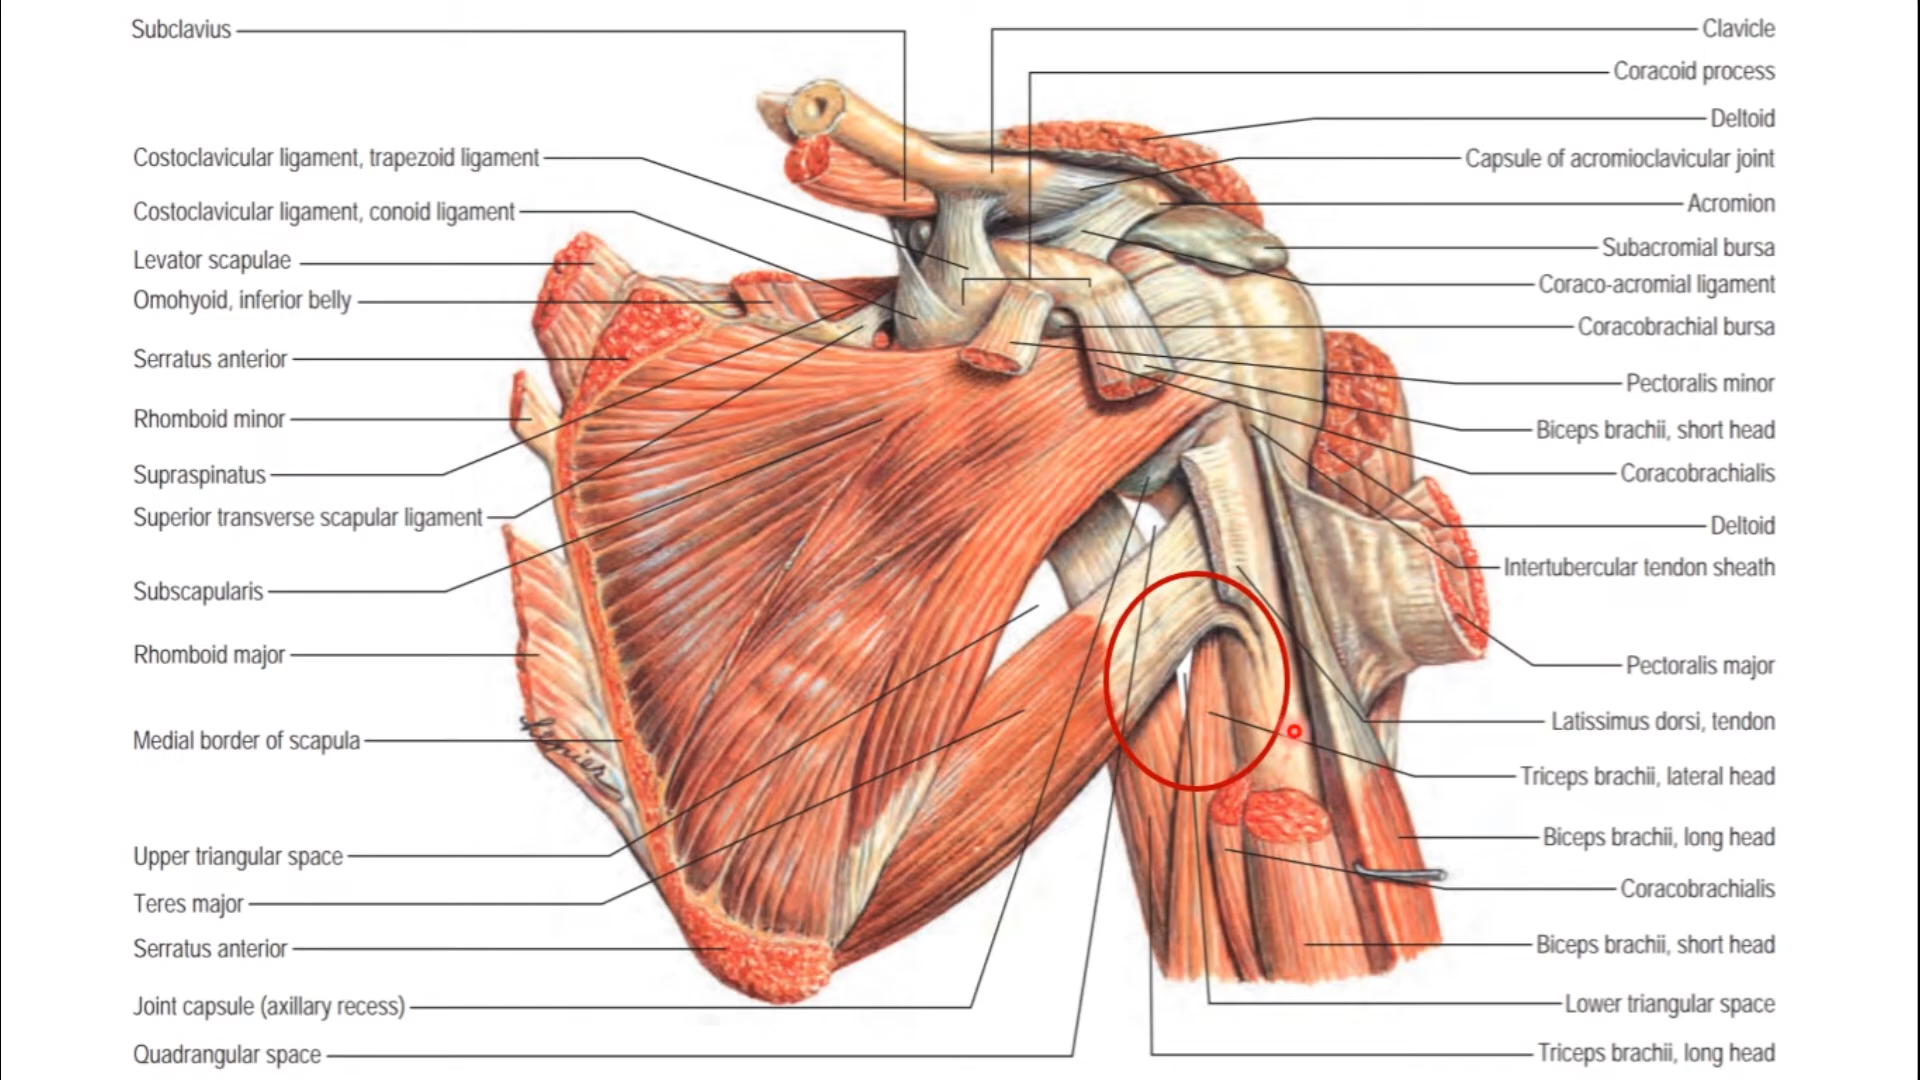 Subclavius
Costoclavicular ligament, trapezoid ligament
Costoclavicular ligament, conoid ligament
Levator scapulae
Omohyoid, inferior belly
Serratus anterior
Rhomboid minor
Supraspinatus
Superior transverse scapular ligament
Subscapularis
Rhomboid major
Medial border of scapula
Upper triangular space
Teres major
Serratus anterior
Joint capsule (axillary recess)
Quadrangular space
Clavicle
Coracoid process
Deltoid
Capsule of acromioclavicular joint
Acromion
Subacromial bursa
Coraco-acromial ligament
Coracobrachial bursa
Pectoralis minor
Biceps brachii, short head
Coracobrachialis
Deltoid
Intertubercular tendon sheath
Pectoralis major
Latissimus dorsi, tendon
Triceps brachii, lateral head
Biceps brachii, long head
Coracobrachialis
Biceps brachii, short head
Lower triangular space
Triceps brachii, long head